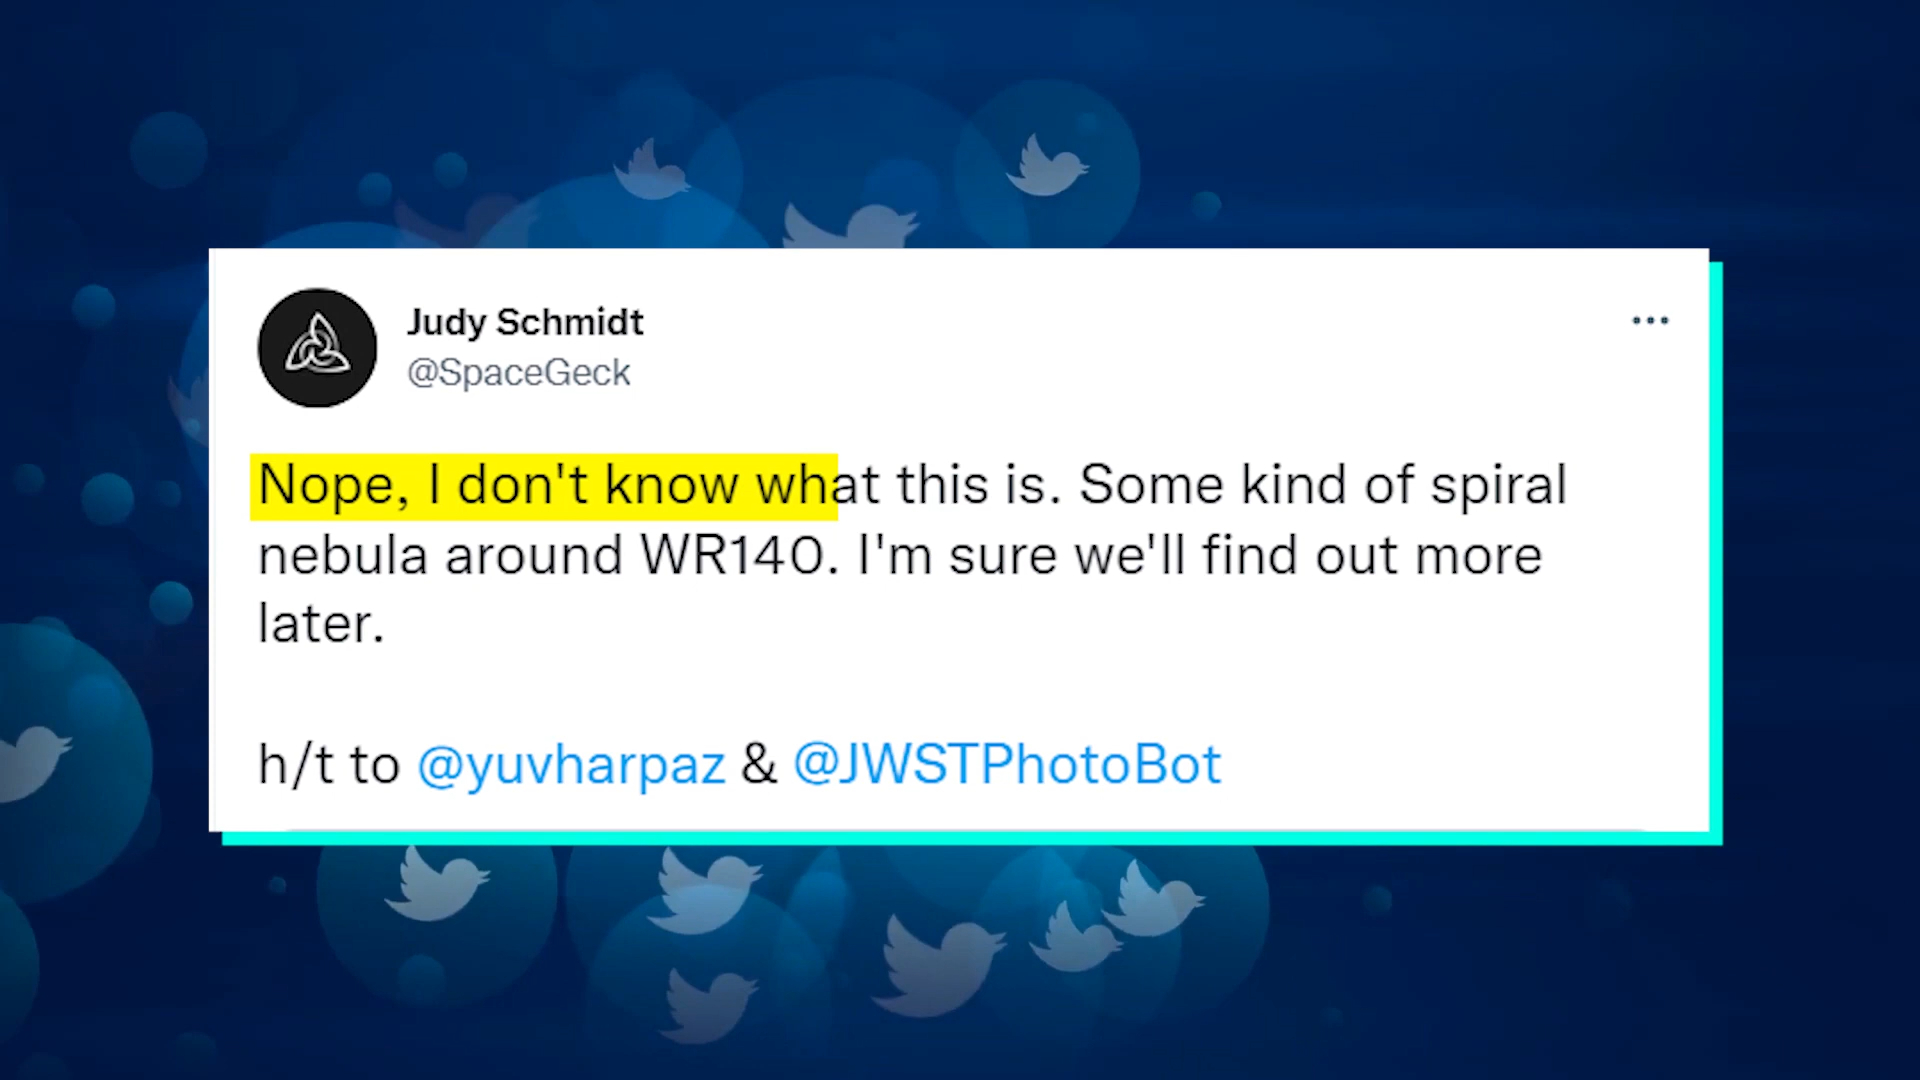 Judy Schmidt
@SpaceGeck
Nope, I don't know what this is. Some kind of spiral
nebula around WR140. I'm sure we'll find out more
later.
h/t to @yuvharpaz & @JWSTPhotoBot